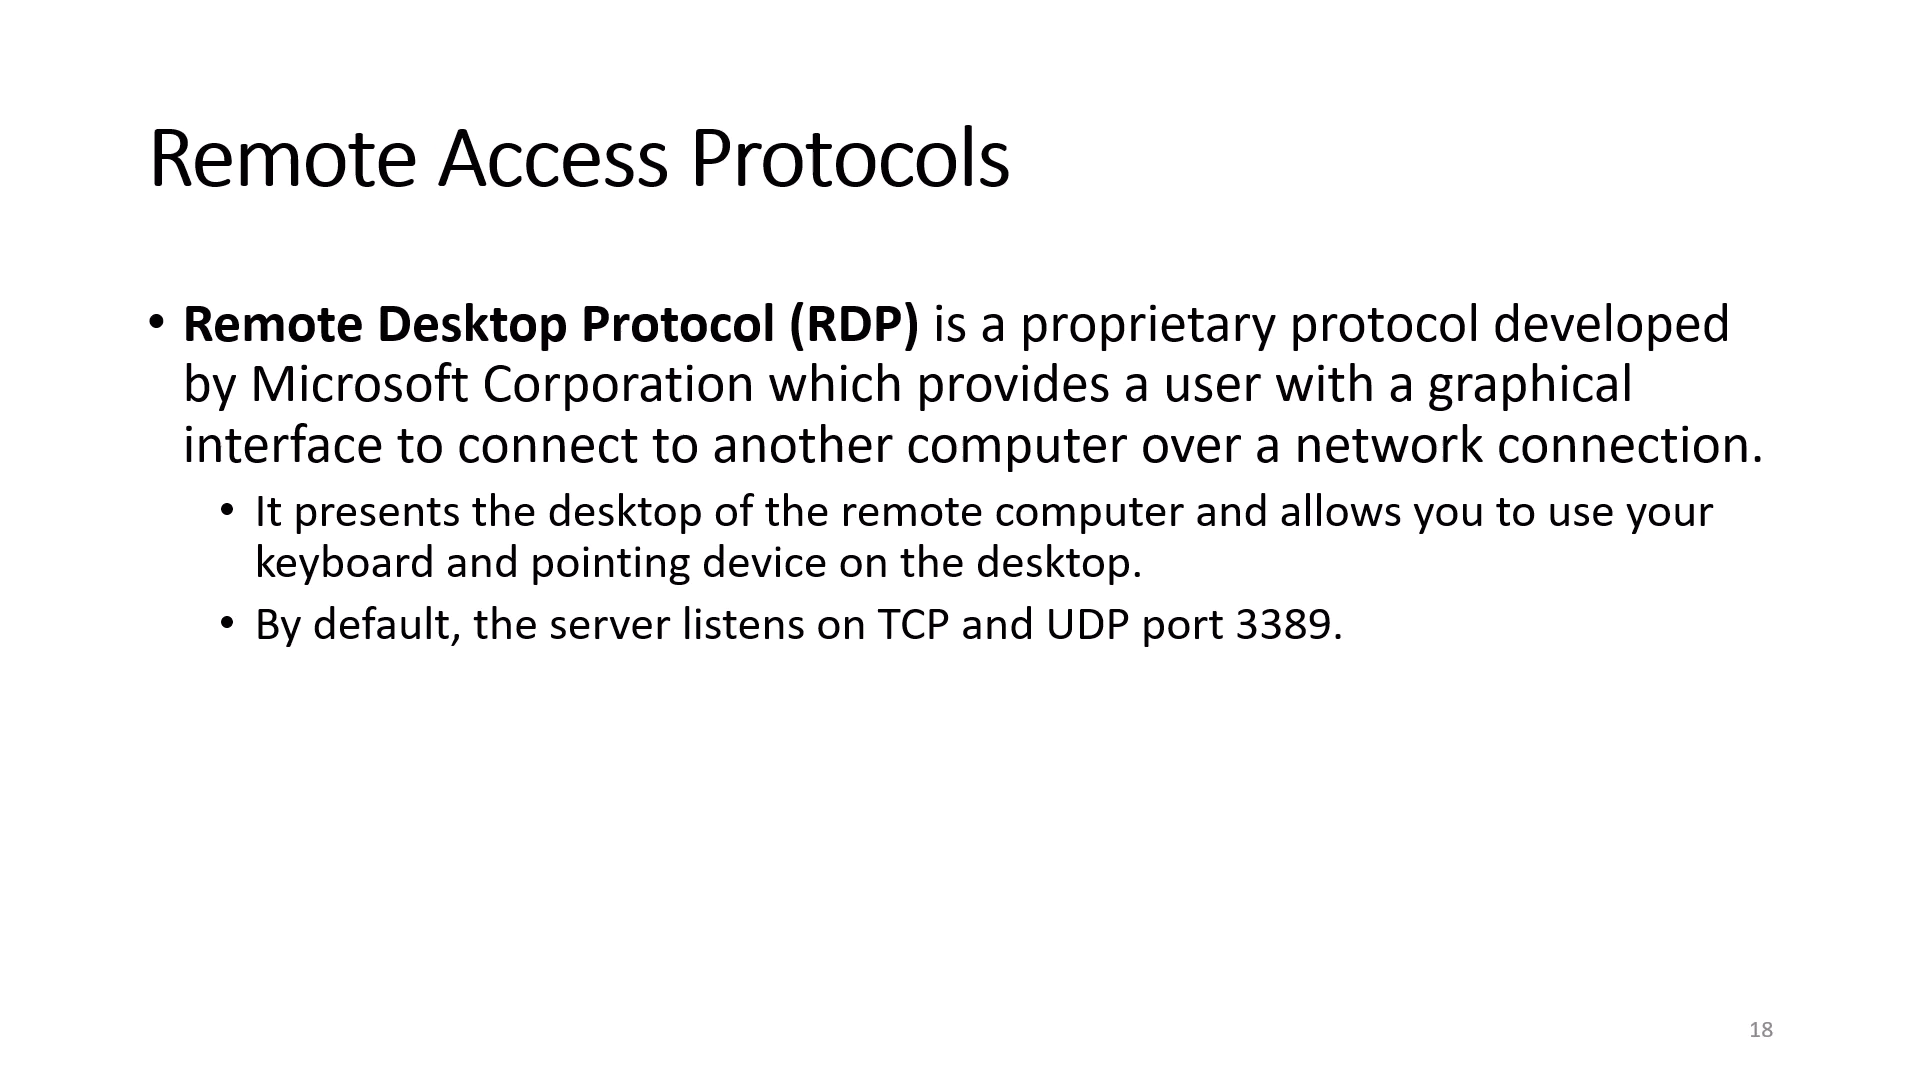 Remote Access Protocols
• Remote Desktop Protocol (RDP) is a proprietary protocol developed
by Microsoft Corporation which provides a user with a graphical
interface to connect to another computer over a network connection.
• It presents the desktop of the remote computer and allows you to use your
keyboard and pointing device on the desktop.
• By default, the server listens on TCP and UDP port 3389.
18